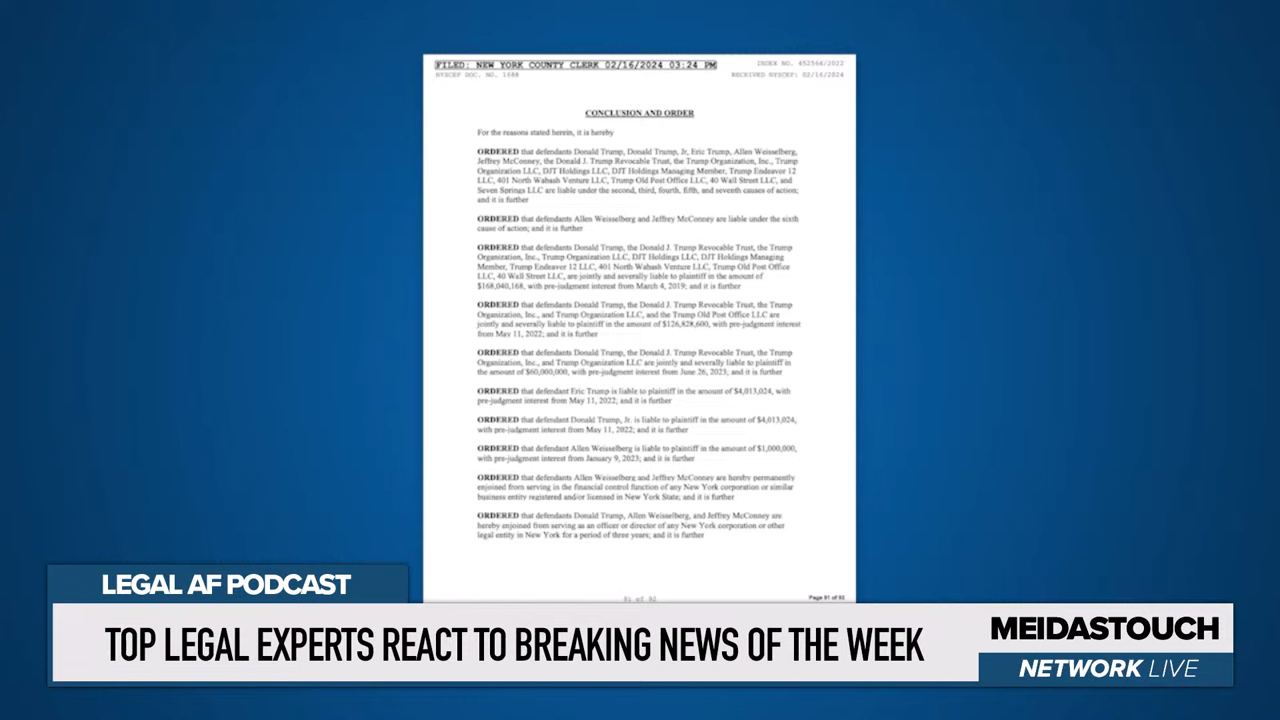 FILED: NEW YORK COUNTY CLERK 02/16/2024 03:24 PM
INDEX NO. 452564/2022
NYSCEF DOC. NO. 1688
RECEIVED NYSCEF: 02/16/2024
CONCLUSION AND ORDER
For the reasons stated herein, it is hereby
ORDERED that defendants Donald Trump, Donald Trump, Jr, Eric Trump, Allen Weisselberg,
Jeffrey McConney, the Donald J. Trump Revocable Trust, the Trump Organization, Inc., Trump
Organization LLC, DJT Holdings LLC, DJT Holdings Managing Member, Trump Endeavor 12
LLC, 401 North Wabash Venture LLC, Trump Old Post Office LLC, 40 Wall Street LLC, and
Seven Springs LLC are liable under the second, third, fourth, fifth, and seventh causes of action;
and it is further
ORDERED that defendants Allen Weisselberg and Jeffrey McConney are liable under the sixth
cause of action; and it is further
ORDERED that defendants Donald Trump, the Donald J. Trump Revocable Trust, the Trump
Organization, Inc., Trump Organization LLC, DJT Holdings LLC, DJT Holdings Managing
Member, Trump Endeavor 12 LLC, 401 North Wabash Venture LLC, Trump Old Post Office
LLC, 40 Wall Street LLC, are jointly and severally liable to plaintiff in the amount of
$168,040,168, with pre-judgment interest from March 4, 2019; and it is further
ORDERED that defendants Donald Trump, the Donald J. Trump Revocable Trust, the Trump
Organization, Inc., and Trump Organization LLC, and the Trump Old Post Office LLC are
jointly and severally liable to plaintiff in the amount of $126,828,600, with pre-judgment interest
from May 11, 2022; and it is further
ORDERED that defendants Donald Trump, the Donald J. Trump Revocable Trust, the Trump
Organization, Inc., and Trump Organization LLC are jointly and severally liable to plaintiff in
the amount of $60,000,000, with pre-judgment interest from June 26, 2023; and it is further
ORDERED that defendant Eric Trump is liable to plaintiff in the amount of $4,013,024, with
pre-judgment interest from May 11, 2022; and it is further
ORDERED that defendant Donald Trump, Jr. is liable to plaintiff in the amount of $4,013,024,
with pre-judgment interest from May 11, 2022; and it is further
ORDERED that defendant Allen Weisselberg is liable to plaintiff in the amount of $1,000,000,
with pre-judgment interest from January 9, 2023; and it is further
ORDERED that defendants Allen Weisselberg and Jeffrey McConney are hereby permanently
enjoined from serving in the financial control function of any New York corporation or similar
business entity registered and/or licensed in New York State; and it is further
ORDERED that defendants Donald Trump, Allen Weisselberg, and Jeffrey McConney are
hereby enjoined from serving as an officer or director of any New York corporation or other
legal entity in New York for a period of three years; and it is further
91 of 92
Page 91 of 92
LEGAL AF PODCAST
TOP LEGAL EXPERTS REACT TO BREAKING NEWS OF THE WEEK
MEIDASTOUCH
NETWORK LIVE